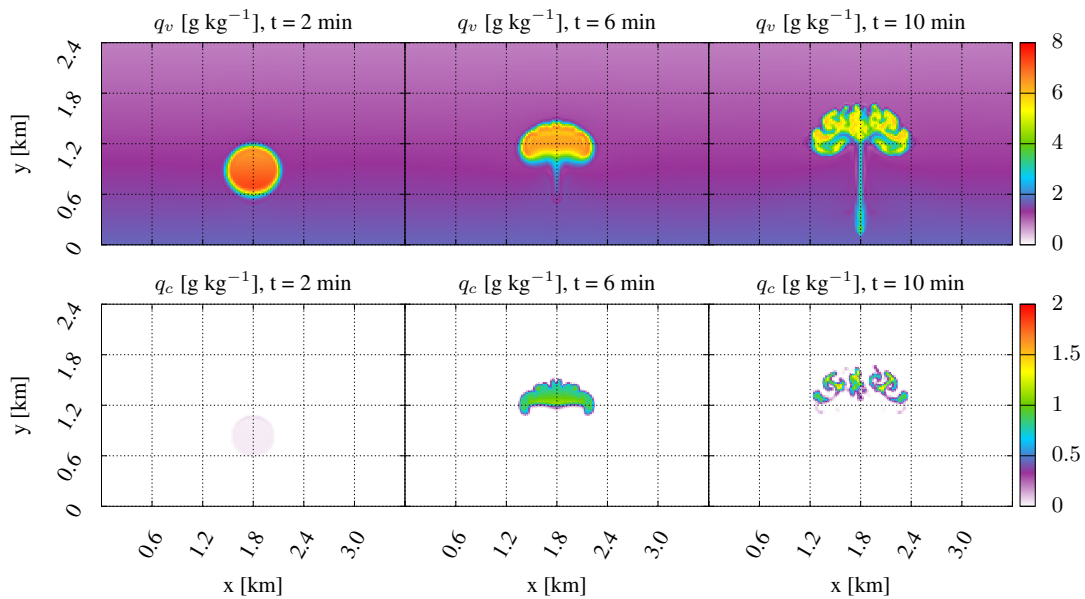 q_v [g kg⁻¹], t = 2 min
q_v [g kg⁻¹], t = 6 min
q_v [g kg⁻¹], t = 10 min
y [km]
2.4
1.8
1.2
0.6
0
8
6
4
2
0
q_c [g kg⁻¹], t = 2 min
q_c [g kg⁻¹], t = 6 min
q_c [g kg⁻¹], t = 10 min
y [km]
2.4
1.8
1.2
0.6
0
2
1.5
1
0.5
0
0.6 1.2 1.8 2.4 3.0
0.6 1.2 1.8 2.4 3.0
0.6 1.2 1.8 2.4 3.0
x [km]
x [km]
x [km]